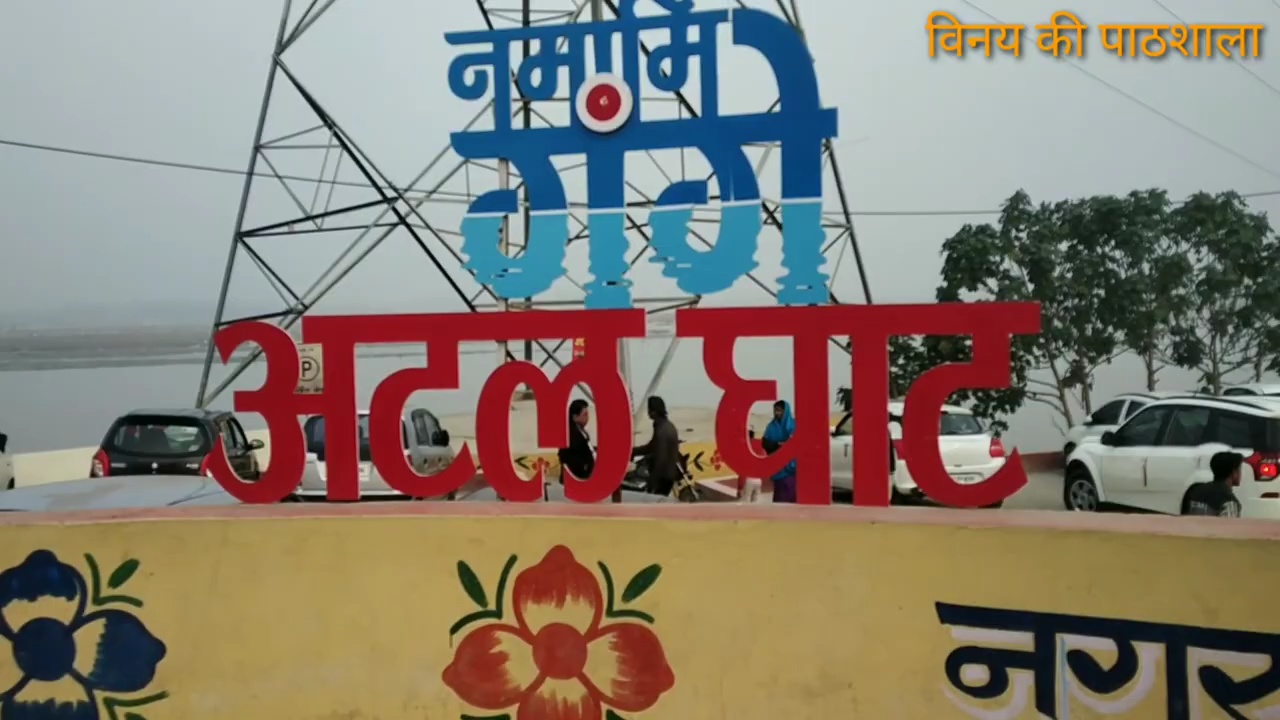 विनय की पाठशाला
नमामि
गंगे
अटल घाट
P
नगर